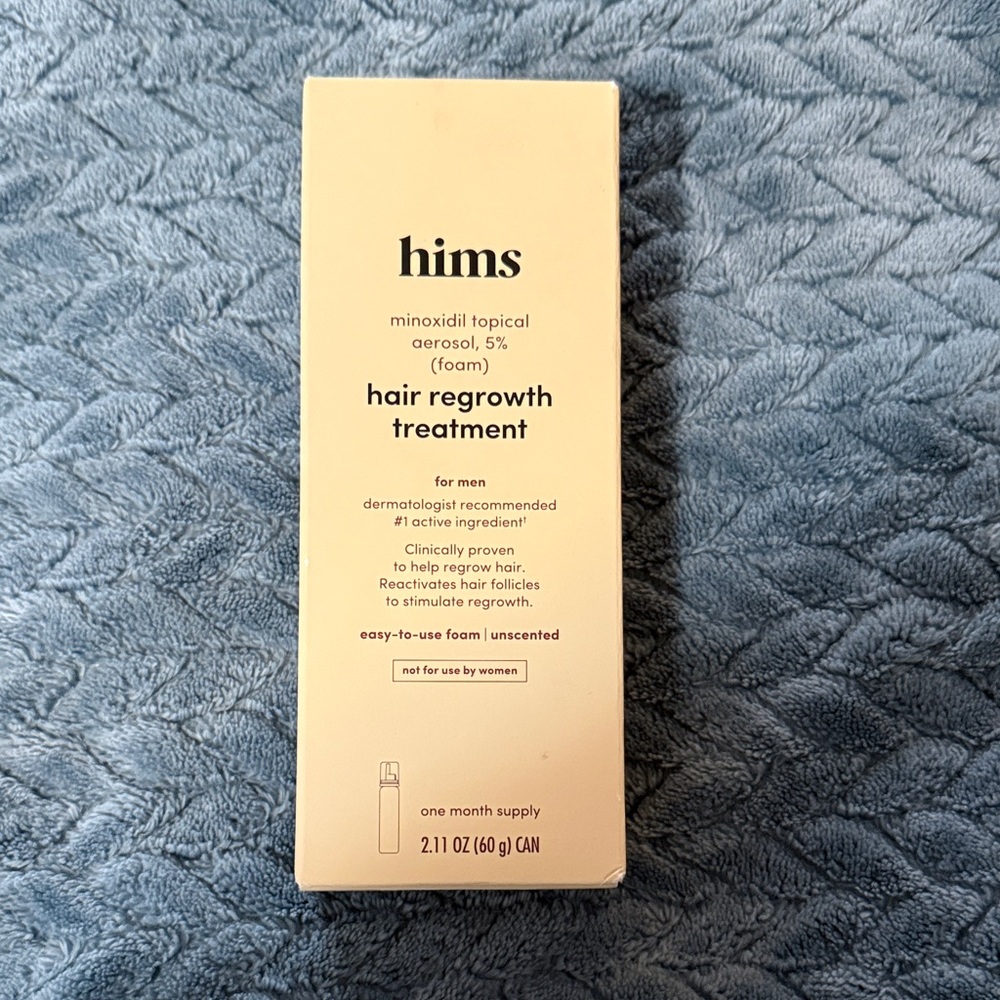 hims
minoxidil topical
aerosol, 5%
(foam)
hair regrowth
treatment
for men
dermatologist recommended
#1 active ingredient†
Clinically proven
to help regrow hair.
Reactivates hair follicles
to stimulate regrowth.
easy-to-use foam | unscented
not for use by women
one month supply
2.11 OZ (60 g) CAN